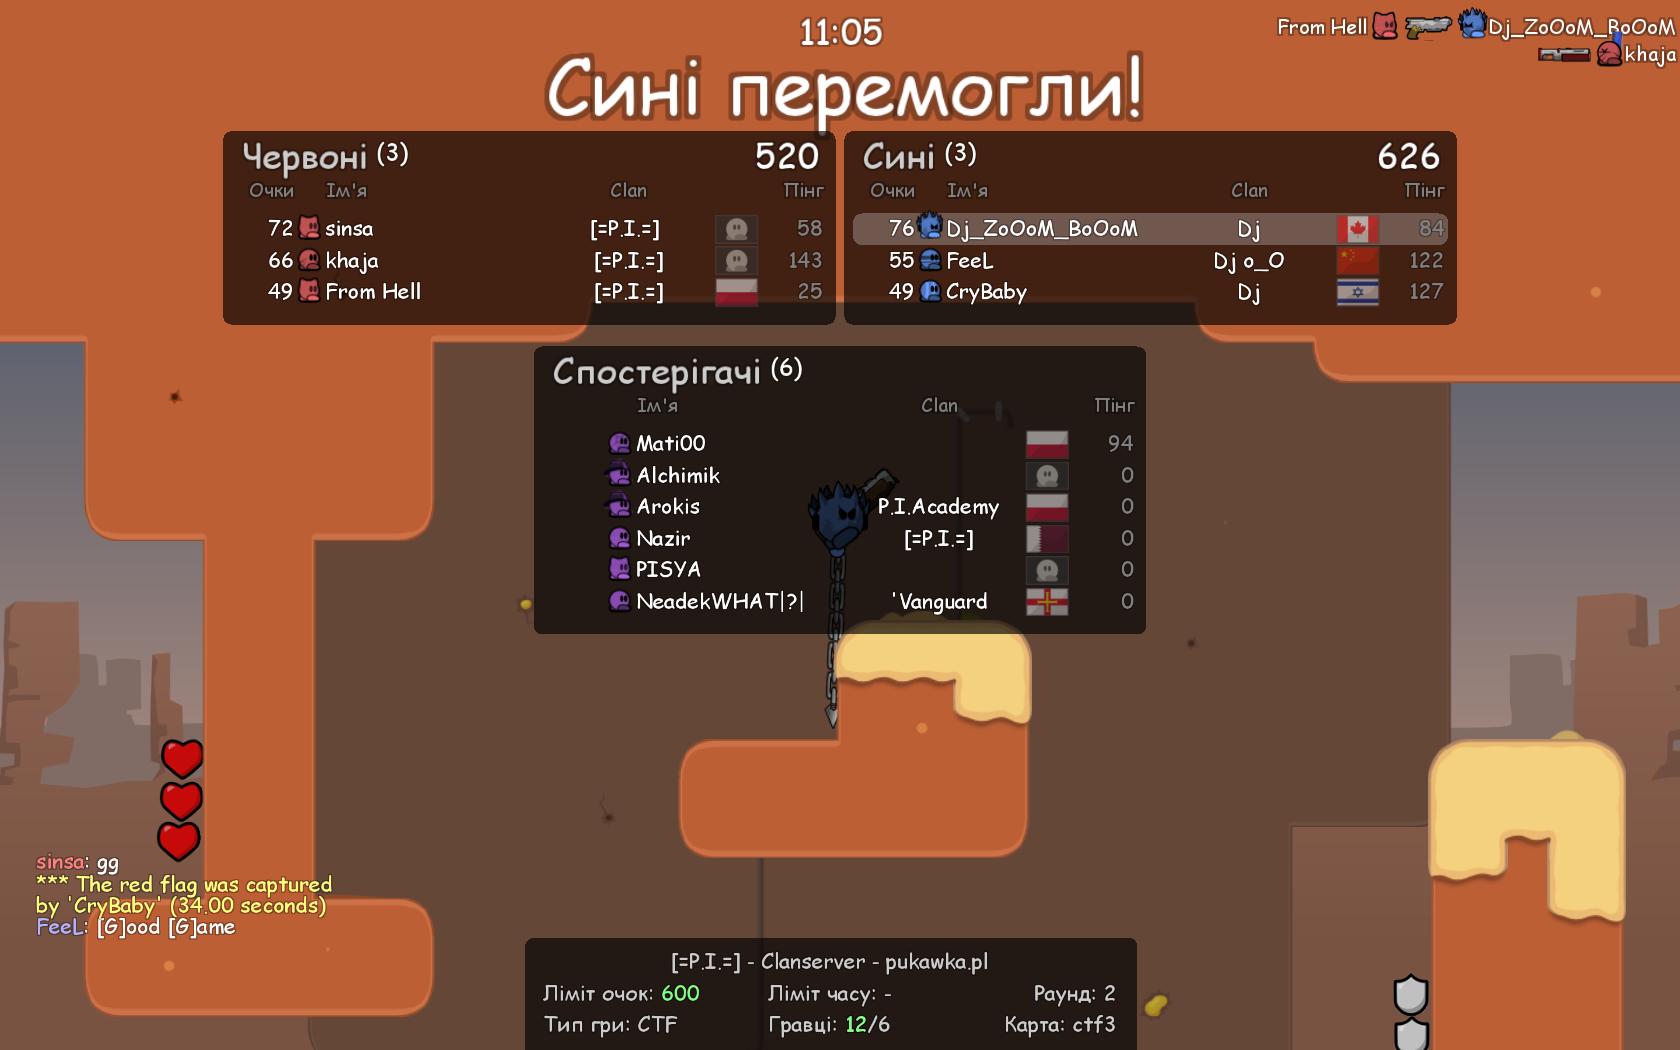 11:05
From Hell Dj_ZoOoM_BoOoM
khaja
Сині перемогли!
Червоні (3) 520
Очки Ім'я Clan Пінг
72 sinsa [=P.I.=] 58
66 khaja [=P.I.=] 143
49 From Hell [=P.I.=] 25
Сині (3) 626
Очки Ім'я Clan Пінг
76 Dj_ZoOoM_BoOoM Dj 84
55 FeeL Dj o_O 122
49 CryBaby Dj 127
Спостерігачі (6)
Ім'я Clan Пінг
Mati00 94
Alchimik 0
Arokis P.I.Academy 0
Nazir [=P.I.=] 0
PISYA 0
NeadekWHAT|?| 'Vanguard 0
sinsa: gg
*** The red flag was captured
by 'CryBaby' (34.00 seconds)
FeeL: [G]ood [G]ame
[=P.I.=] - Clanserver - pukawka.pl
Ліміт очок: 600 Ліміт часу: - Раунд: 2
Тип гри: CTF Гравці: 12/6 Карта: ctf3